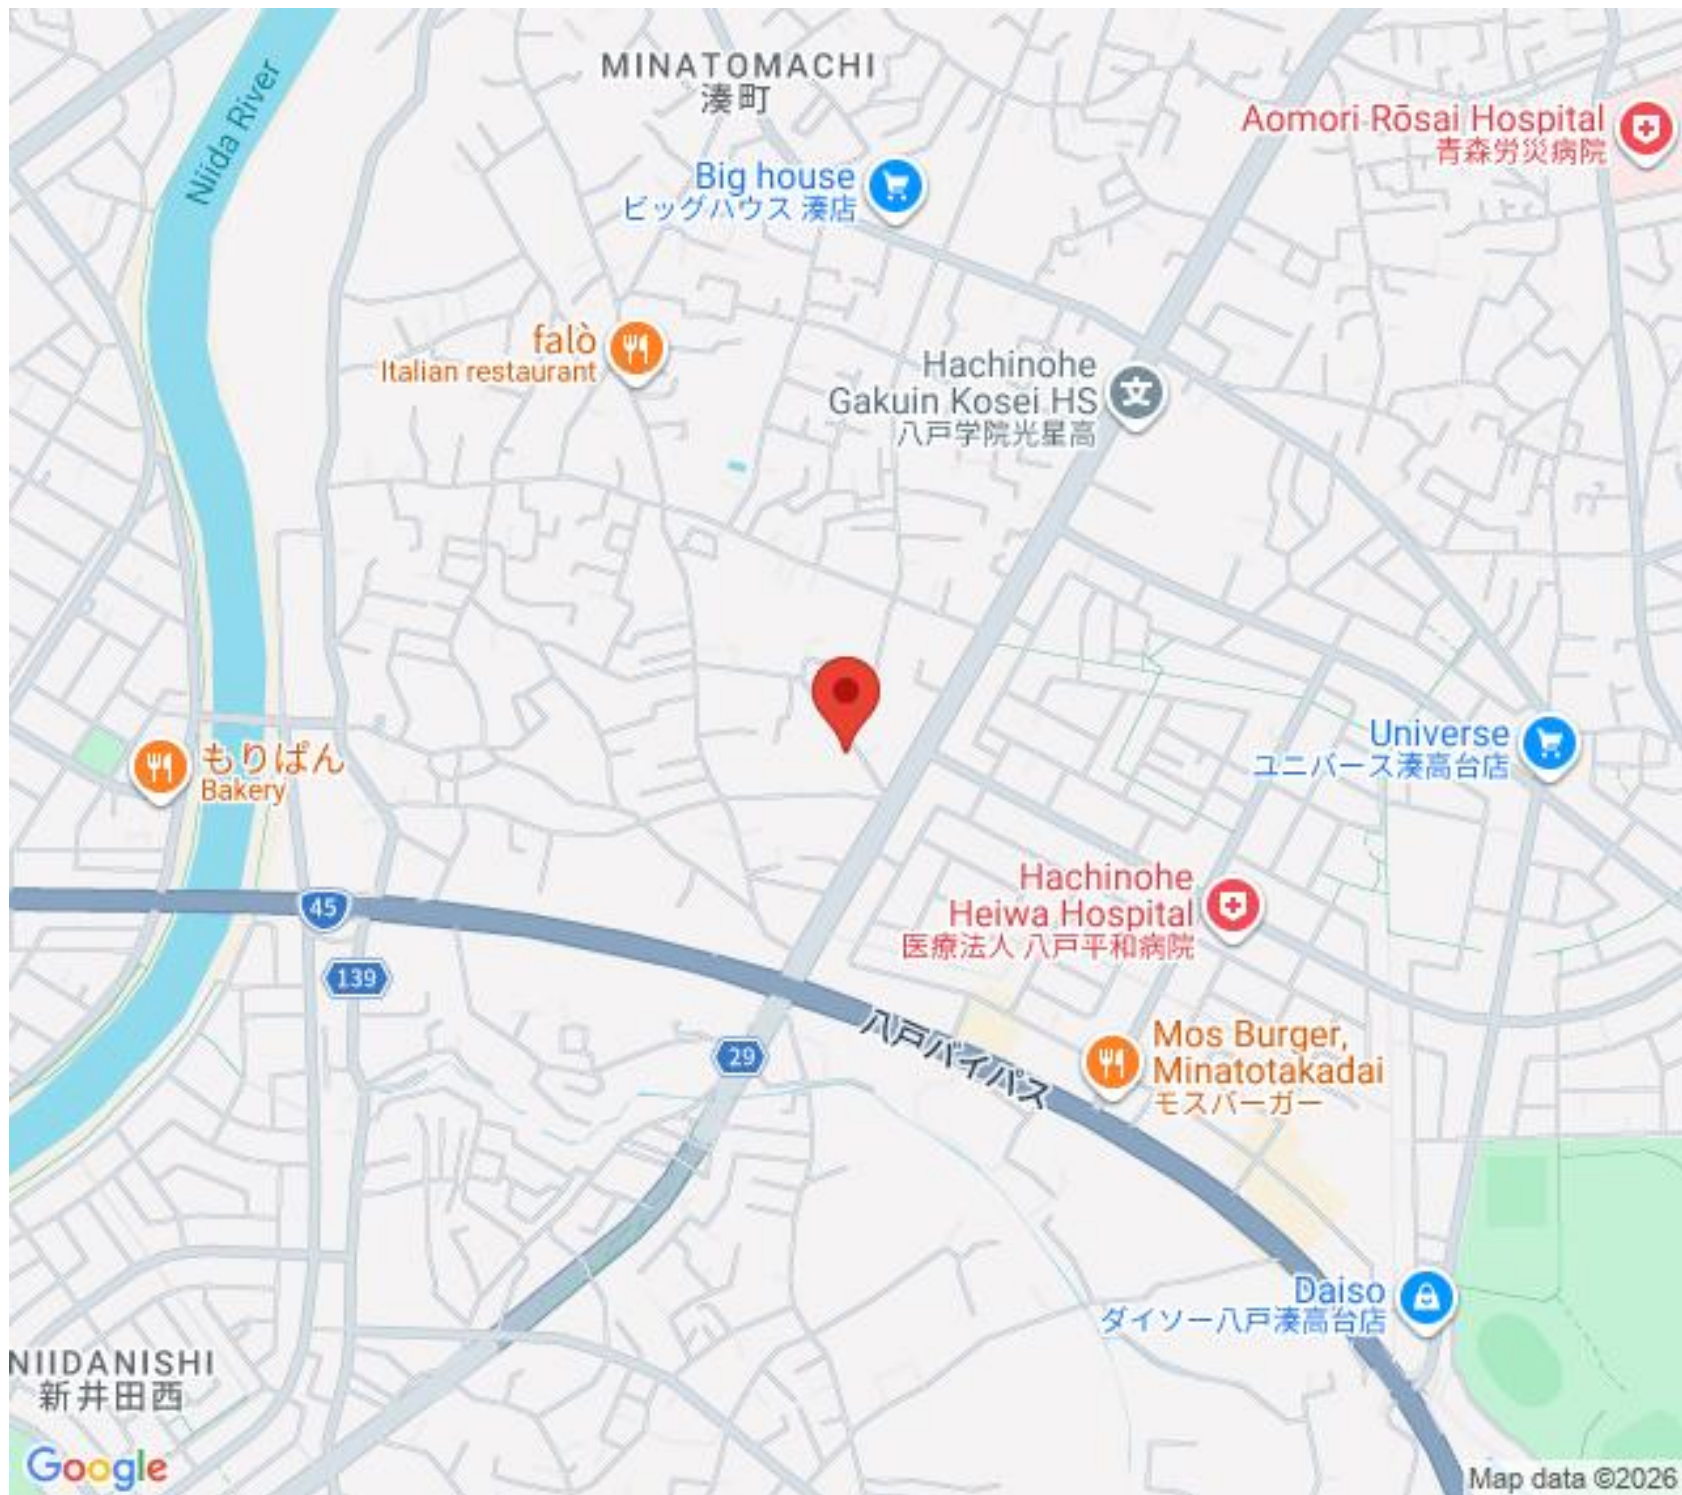 MINATOMACHI
湊町
Niida River
Aomori Rōsai Hospital
青森労災病院
Big house
ビッグハウス 湊店
falò
Italian restaurant
Hachinohe
Gakuin Kosei HS
八戸学院光星高
もりぱん
Bakery
Universe
ユニバース湊高台店
Hachinohe
Heiwa Hospital
医療法人 八戸平和病院
45
139
29
八戸バイパス
Mos Burger,
Minatotakadai
モスバーガー
Daiso
ダイソー八戸湊高台店
NIIDANISHI
新井田西
Google
Map data ©2026